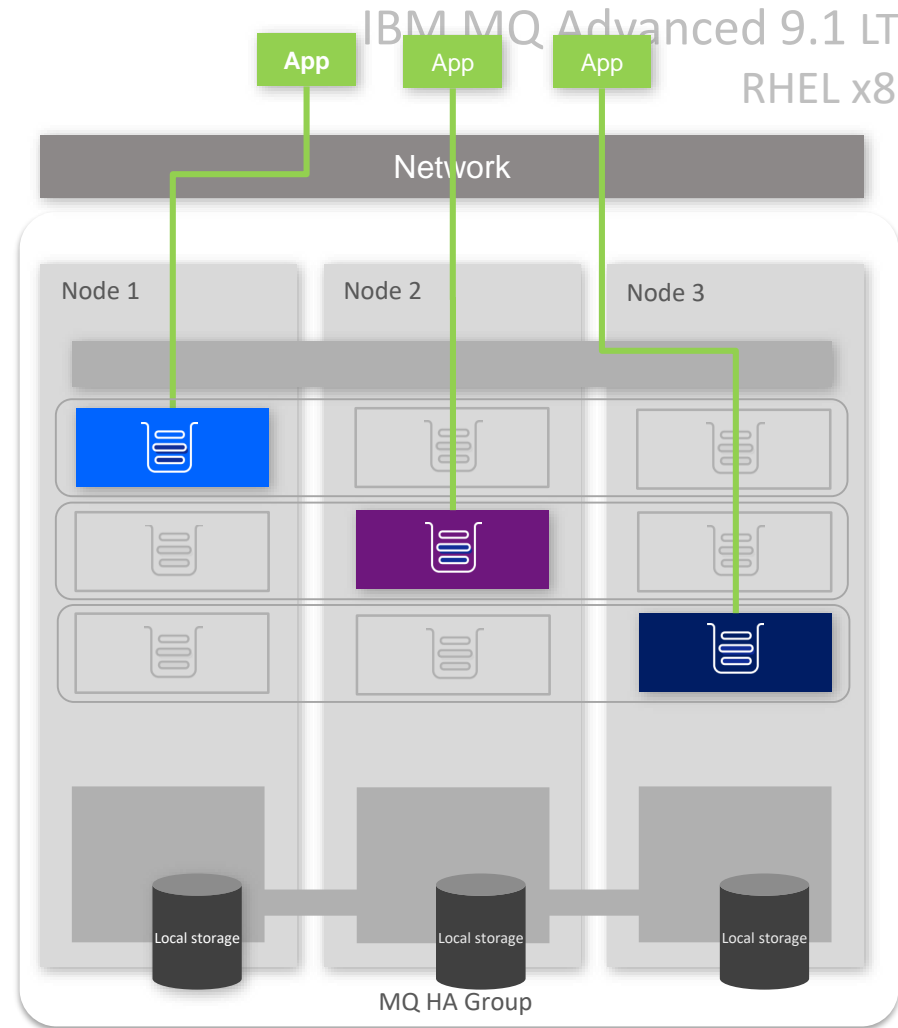 IBM MQ Advanced 9.1 LT
RHEL x8
App
App
App
Network
Node 1
Node 2
Node 3
Local storage
Local storage
Local storage
MQ HA Group